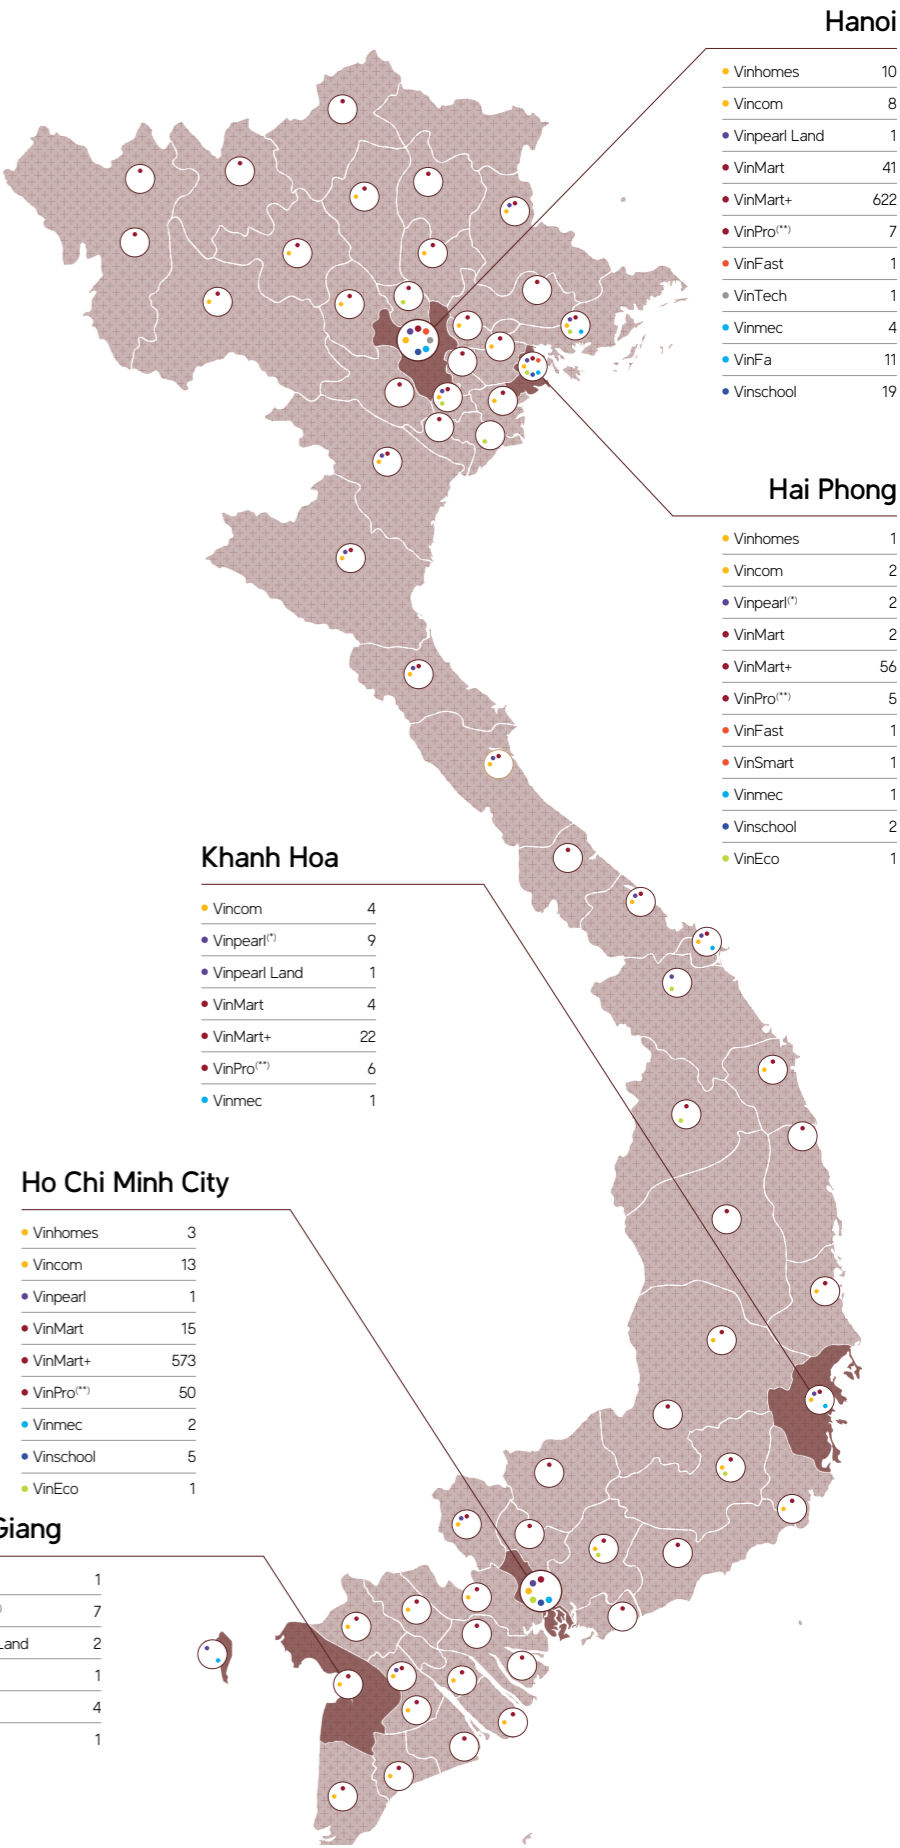 Hanoi
Vinhomes 10
Vincom 8
Vinpearl Land 1
VinMart 41
VinMart+ 622
VinPro(**) 7
VinFast 1
VinTech 1
Vinmec 4
VinFa 11
Vinschool 19
Hai Phong
Vinhomes 1
Vincom 2
Vinpearl(*) 2
VinMart 2
VinMart+ 56
VinPro(**) 5
VinFast 1
VinSmart 1
Vinmec 1
Vinschool 2
VinEco 1
Khanh Hoa
Vincom 4
Vinpearl(*) 9
Vinpearl Land 1
VinMart 4
VinMart+ 22
VinPro(**) 6
Vinmec 1
Ho Chi Minh City
Vinhomes 3
Vincom 13
Vinpearl 1
VinMart 15
VinMart+ 573
VinPro(**) 50
Vinmec 2
Vinschool 5
VinEco 1
Giang
1
) 7
Land 2
1
4
1